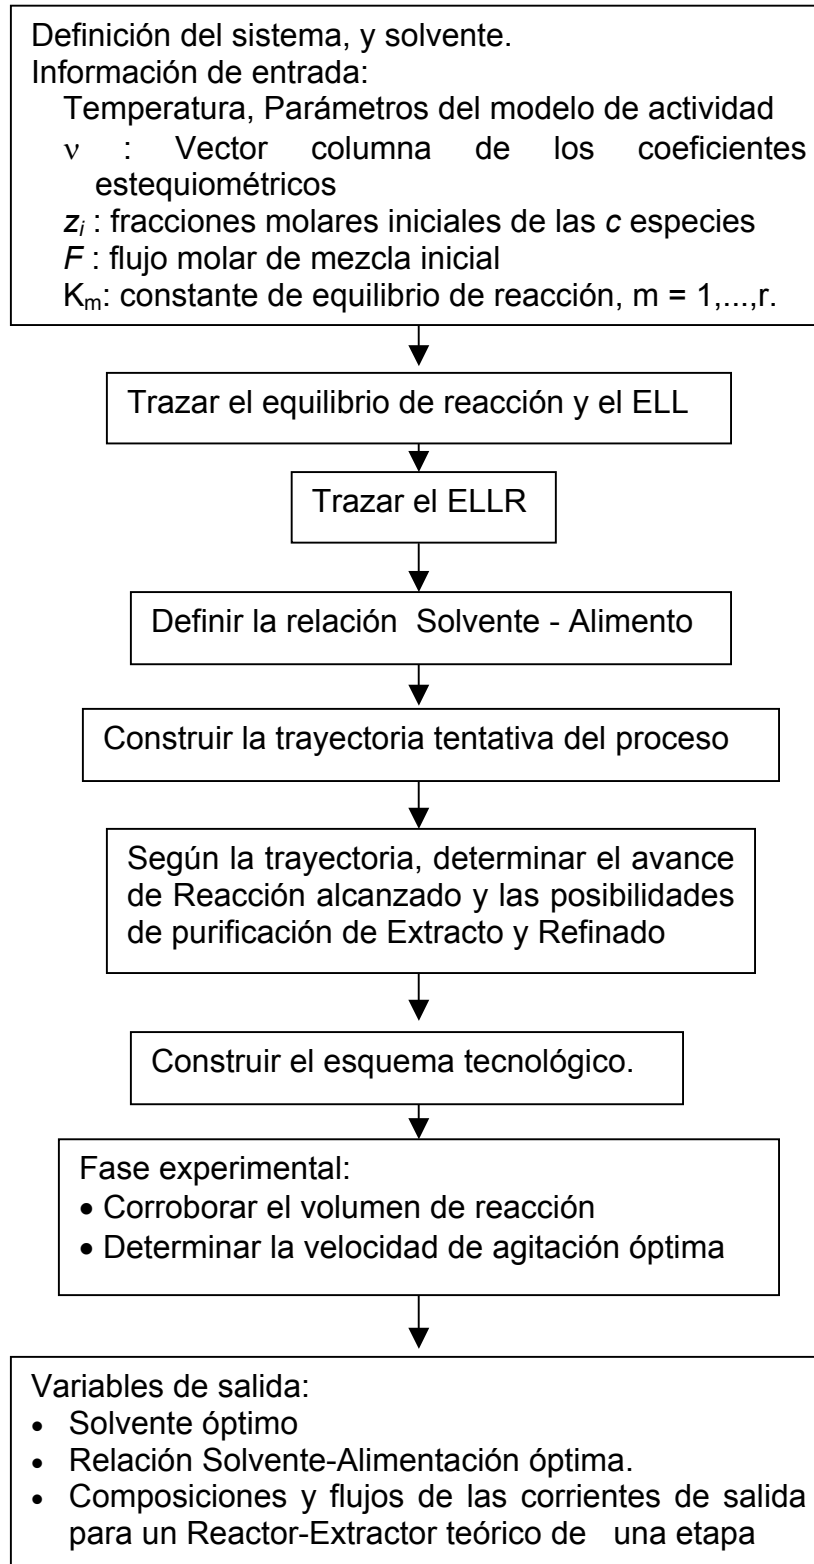 Definición del sistema, y solvente.
Información de entrada:
Temperatura, Parámetros del modelo de actividad
ν : Vector columna de los coeficientes
estequiométricos
zi : fracciones molares iniciales de las c especies
F : flujo molar de mezcla inicial
Km: constante de equilibrio de reacción, m = 1,...,r.
Trazar el equilibrio de reacción y el ELL
Trazar el ELLR
Definir la relación Solvente - Alimento
Construir la trayectoria tentativa del proceso
Según la trayectoria, determinar el avance
de Reacción alcanzado y las posibilidades
de purificación de Extracto y Refinado
Construir el esquema tecnológico.
Fase experimental:
• Corroborar el volumen de reacción
• Determinar la velocidad de agitación óptima
Variables de salida:
• Solvente óptimo
• Relación Solvente-Alimentación óptima.
• Composiciones y flujos de las corrientes de salida
para un Reactor-Extractor teórico de una etapa